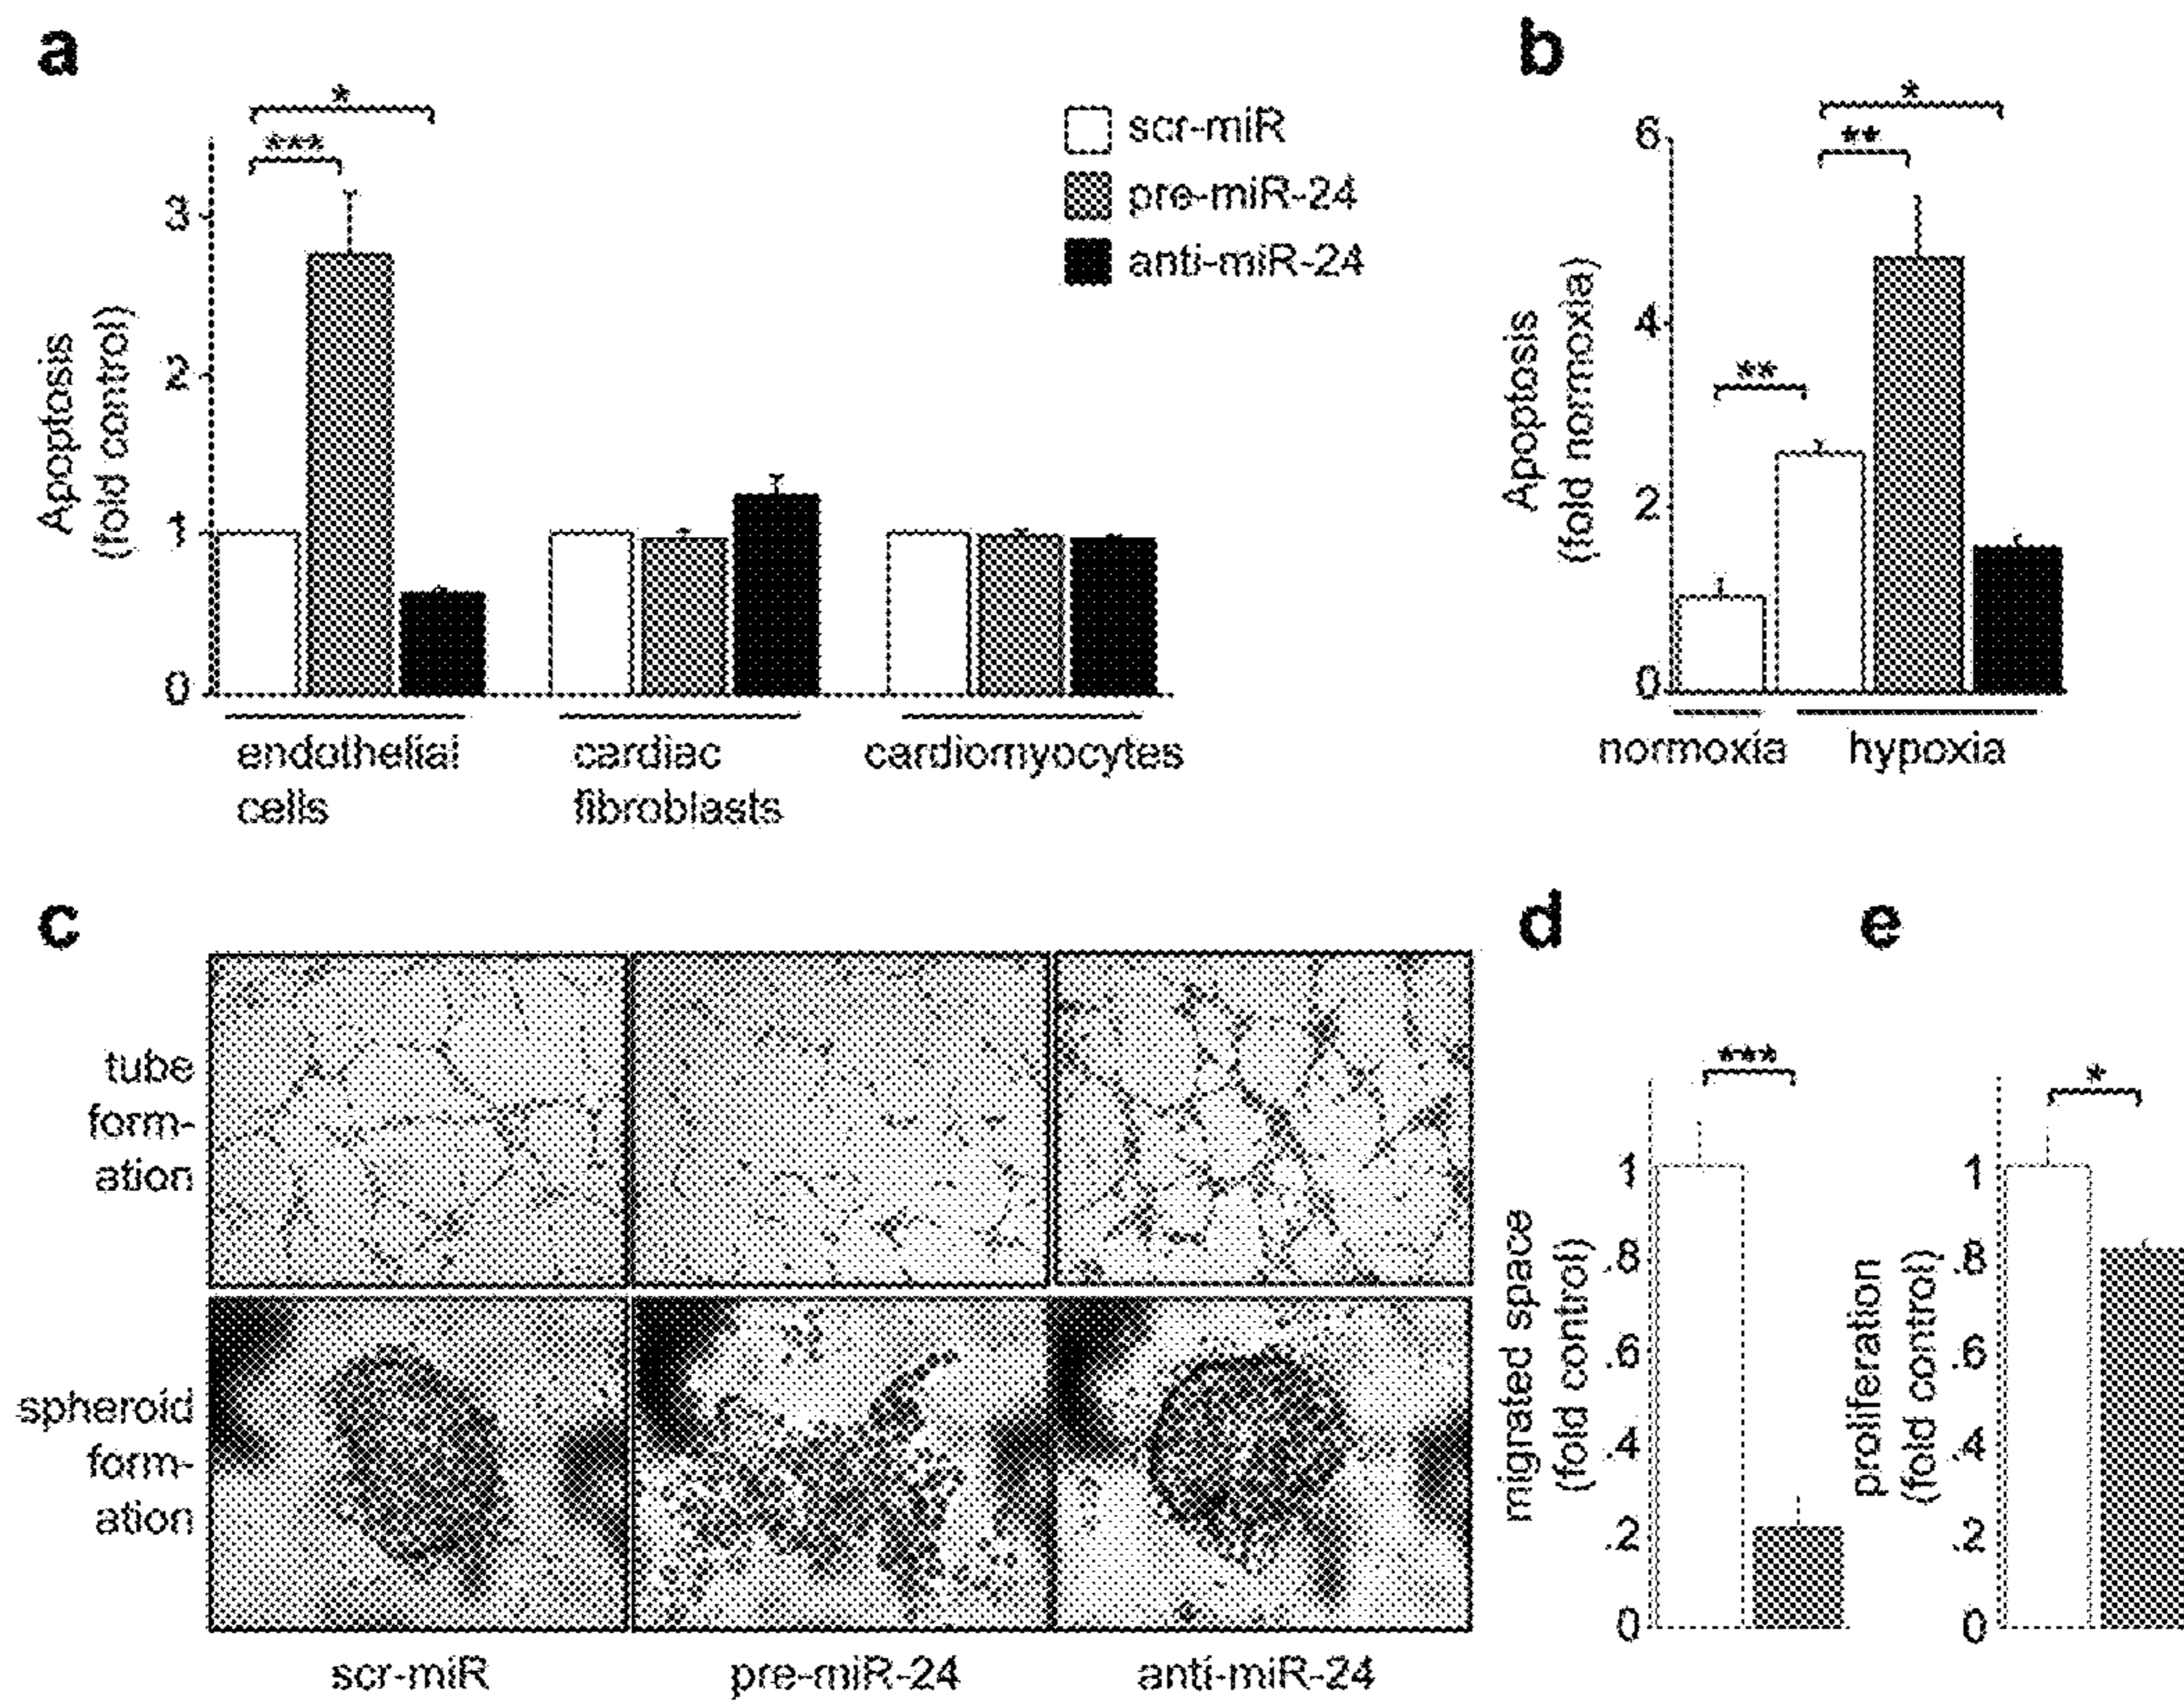 a
*
***
3
2
1
0
Apoptosis
(fold control)
endothelial
cells
cardiac
fibroblasts
cardiomyocytes
scr-miR
pre-miR-24
anti-miR-24
b
*
**
**
6
4
2
0
Apoptosis
(fold normoxia)
normoxia
hypoxia
c
tube
form-
ation
spheroid
form-
ation
scr-miR
pre-miR-24
anti-miR-24
d
***
1
.8
.6
.4
.2
0
migrated space
(fold control)
e
*
1
.8
.6
.4
.2
0
proliferation
(fold control)